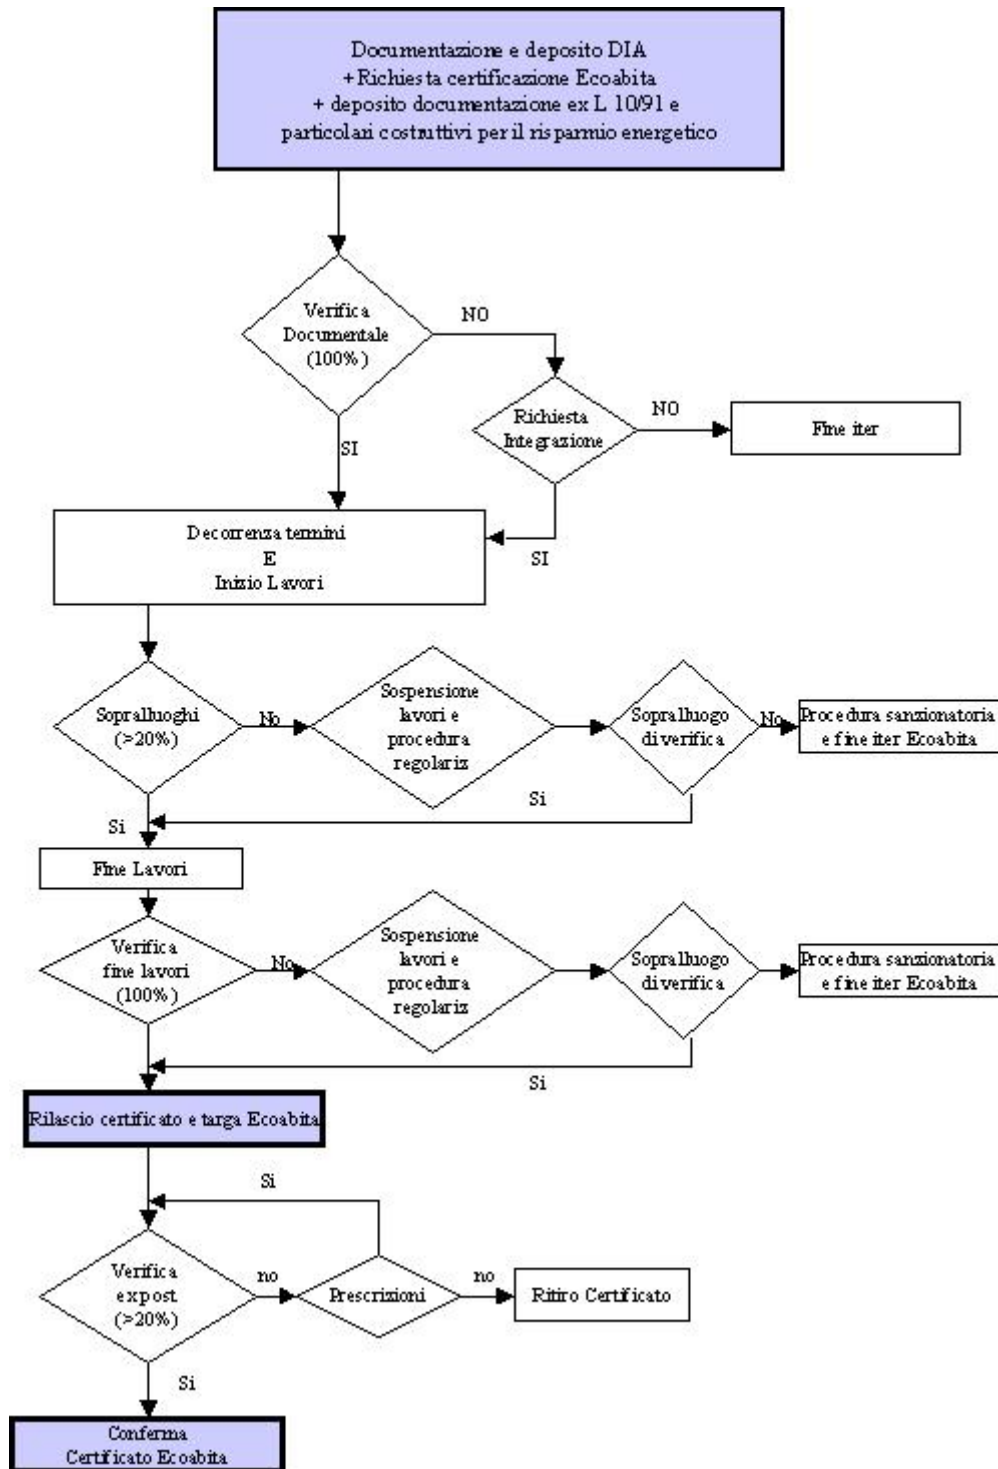 Documentazione e deposito DIA
+Richiesta certificazione Ecoabita
+ deposito documentazione ex L 10/91 e
particolari costruttivi per il risparmio energetico
Verifica
Documentale
(100%)
NO
Richiesta
Integrazione
NO
Fine iter
SI
SI
Decorrenza termini
E
Inizio Lavori
Sopralluoghi
(>20%)
No
Sospensione
lavori e
procedura
regolariz
Sopralluogo
di verifica
No
Procedura sanzionatoria
e fine iter Ecoabita
Si
Si
Fine Lavori
Verifica
fine lavori
(100%)
No
Sospensione
lavori e
procedura
regolariz
Sopralluogo
di verifica
Procedura sanzionatoria
e fine iter Ecoabita
Si
Rilascio certificato e targa Ecoabita
Si
Verifica
ex post
(>20%)
no
Prescrizioni
no
Ritiro Certificato
Si
Conferma
Certificato Ecoabita